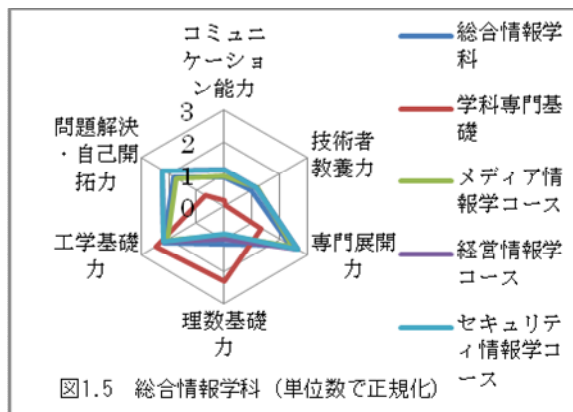 コミュニ
ケーショ
ン能力
技術者
教養力
専門展開
力
理数基礎
力
工学基礎
力
問題解決
・自己開
拓力
3
2
1
0
総合情報学
科
学科専門基
礎
メディア情
報学コース
経営情報学
コース
セキュリテ
ィ情報学コ
ース
図1.5 総合情報学科（単位数で正規化）